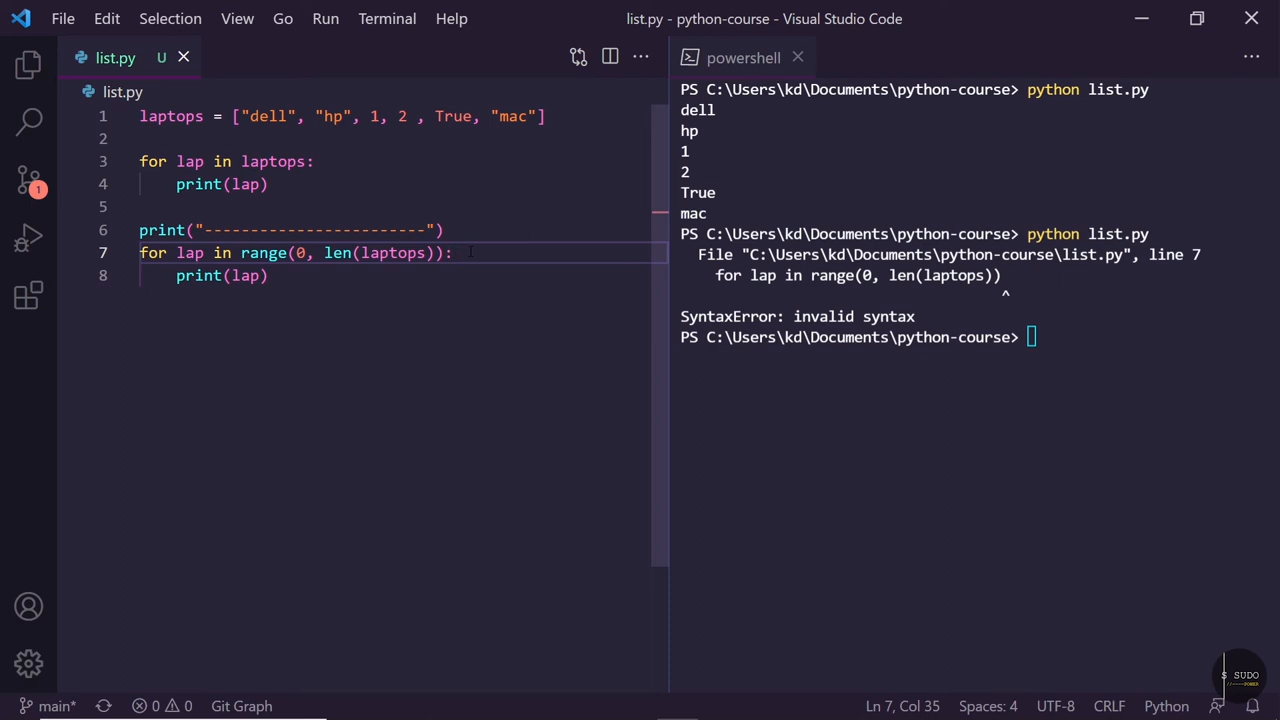 File Edit Selection View Go Run Terminal Help
list.py - python-course - Visual Studio Code
list.py U
list.py
1 laptops = ["dell", "hp", 1, 2 , True, "mac"]
2
3 for lap in laptops:
4     print(lap)
5
6 print("------------------------")
7 for lap in range(0, len(laptops)):
8     print(lap)
powershell
PS C:\Users\kd\Documents\python-course> python list.py
dell
hp
1
2
True
mac
PS C:\Users\kd\Documents\python-course> python list.py
  File "C:\Users\kd\Documents\python-course\list.py", line 7
    for lap in range(0, len(laptops))
                                     ^
SyntaxError: invalid syntax
PS C:\Users\kd\Documents\python-course>
1
S SUDO
main* 0 0 Git Graph
Ln 7, Col 35 Spaces: 4 UTF-8 CRLF Python